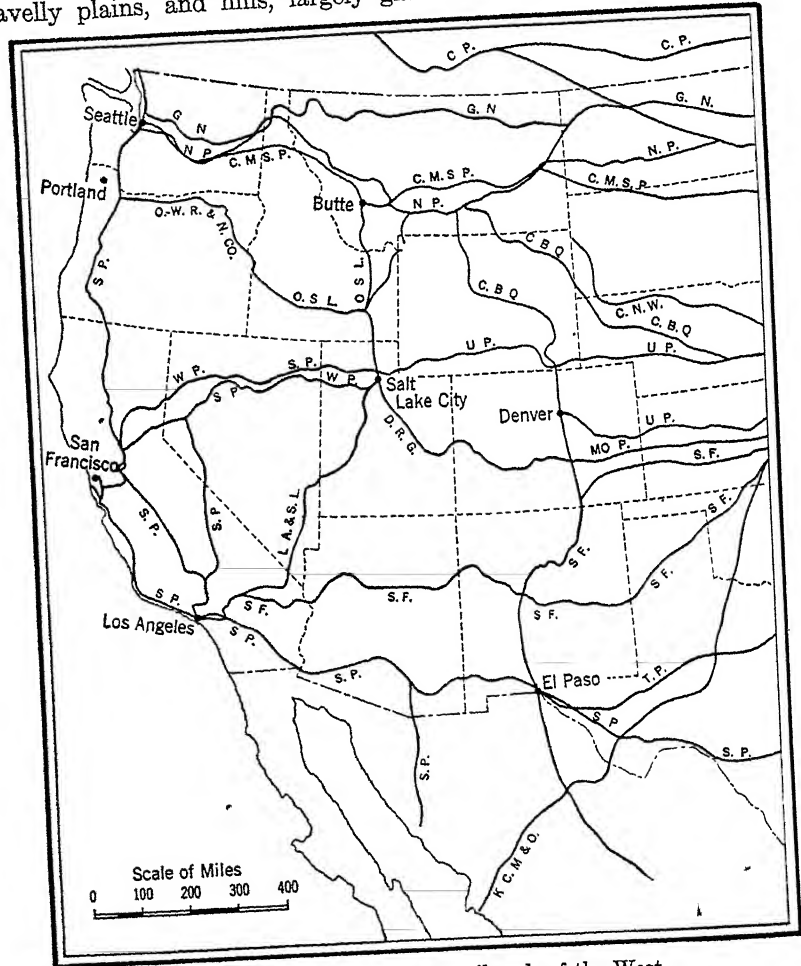 avelly plains, and hills, largely
C P.
C. P.
G. N
G. N
G. N.
Seattle
N P.
C. M. S. P.
N. P.
C. M. S P.
C. M. S. P.
Portland
Butte
N P.
O.-W. R. & N. CO.
C B Q
S P.
O. S L.
O. S. L.
C. B Q
C. N. W.
C. B. Q
U P.
U P.
S. P.
W P.
W P.
S P
Salt
Lake City
Denver
U P.
D. R. G.
MO P.
S. F.
San
Francisco
S. P.
S. P
L A. & S. L
S. F.
S F.
S. F.
S. F.
S F.
S. F.
S F.
S. P.
Los Angeles
S. P.
S. P.
El Paso
T. P.
S P
S. P.
S. P.
K C. M & O.
Scale of Miles
0 100 200 300 400
of the West